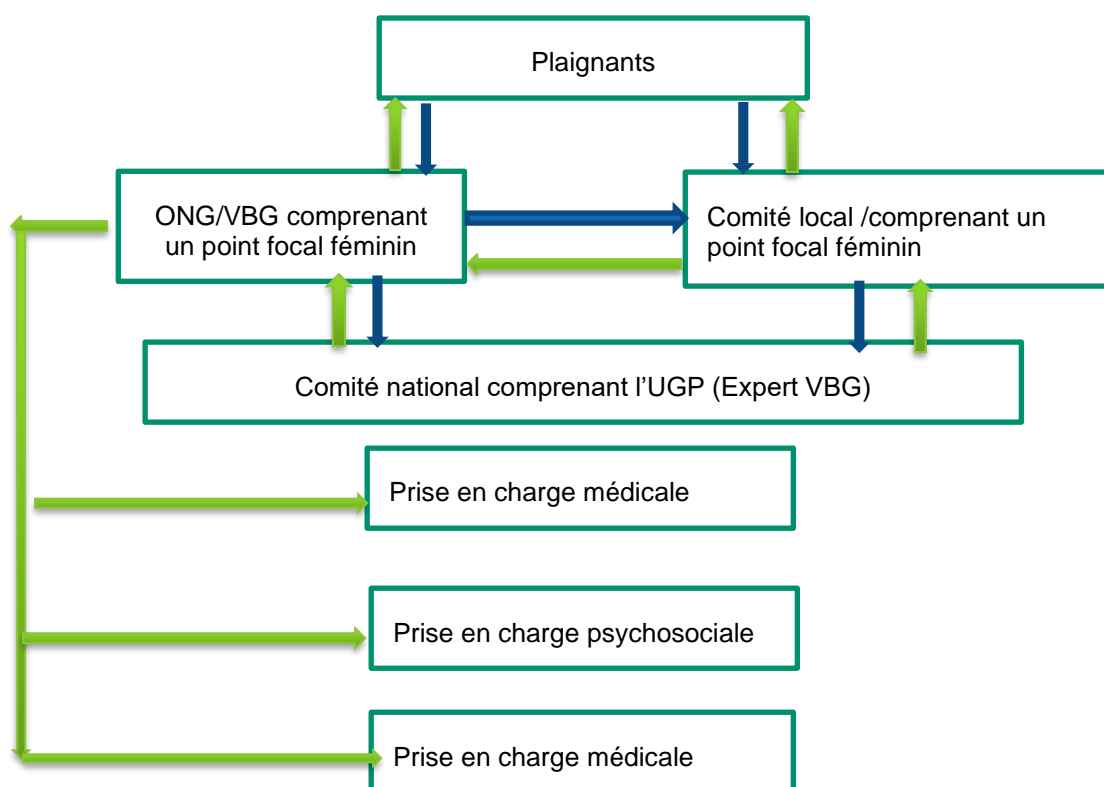 Plaignants
ONG/VBG comprenant
un point focal féminin
Comité local /comprenant un
point focal féminin
Comité national comprenant l’UGP (Expert VBG)
Prise en charge médicale
Prise en charge psychosociale
Prise en charge médicale